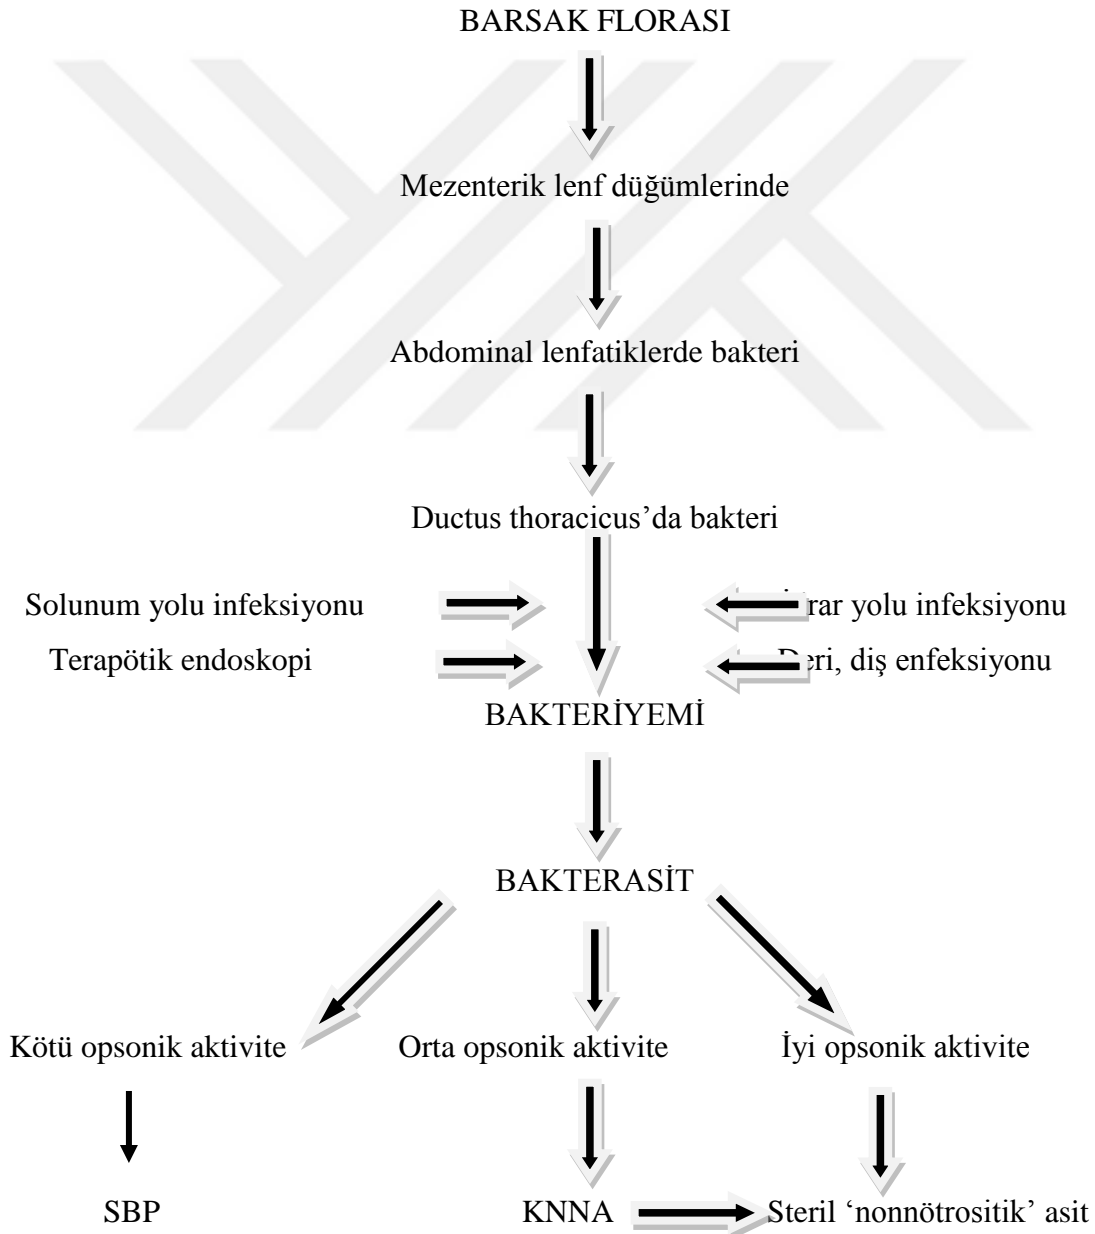 BARSAK FLORASI
Mezenterik lenf düğümlerinde
Abdominal lenfatiklerde bakteri
Ductus thoracicus’da bakteri
Solunum yolu infeksiyonu yolu infeksiyonu
Terapötik endoskopi diş enfeksiyonu
BAKTERİYEMİ
BAKTERASİT
Kötü opsonik aktivite Orta opsonik aktivite İyi opsonik aktivite
SBP KNNA Steril ‘nonnötrositik’ asit